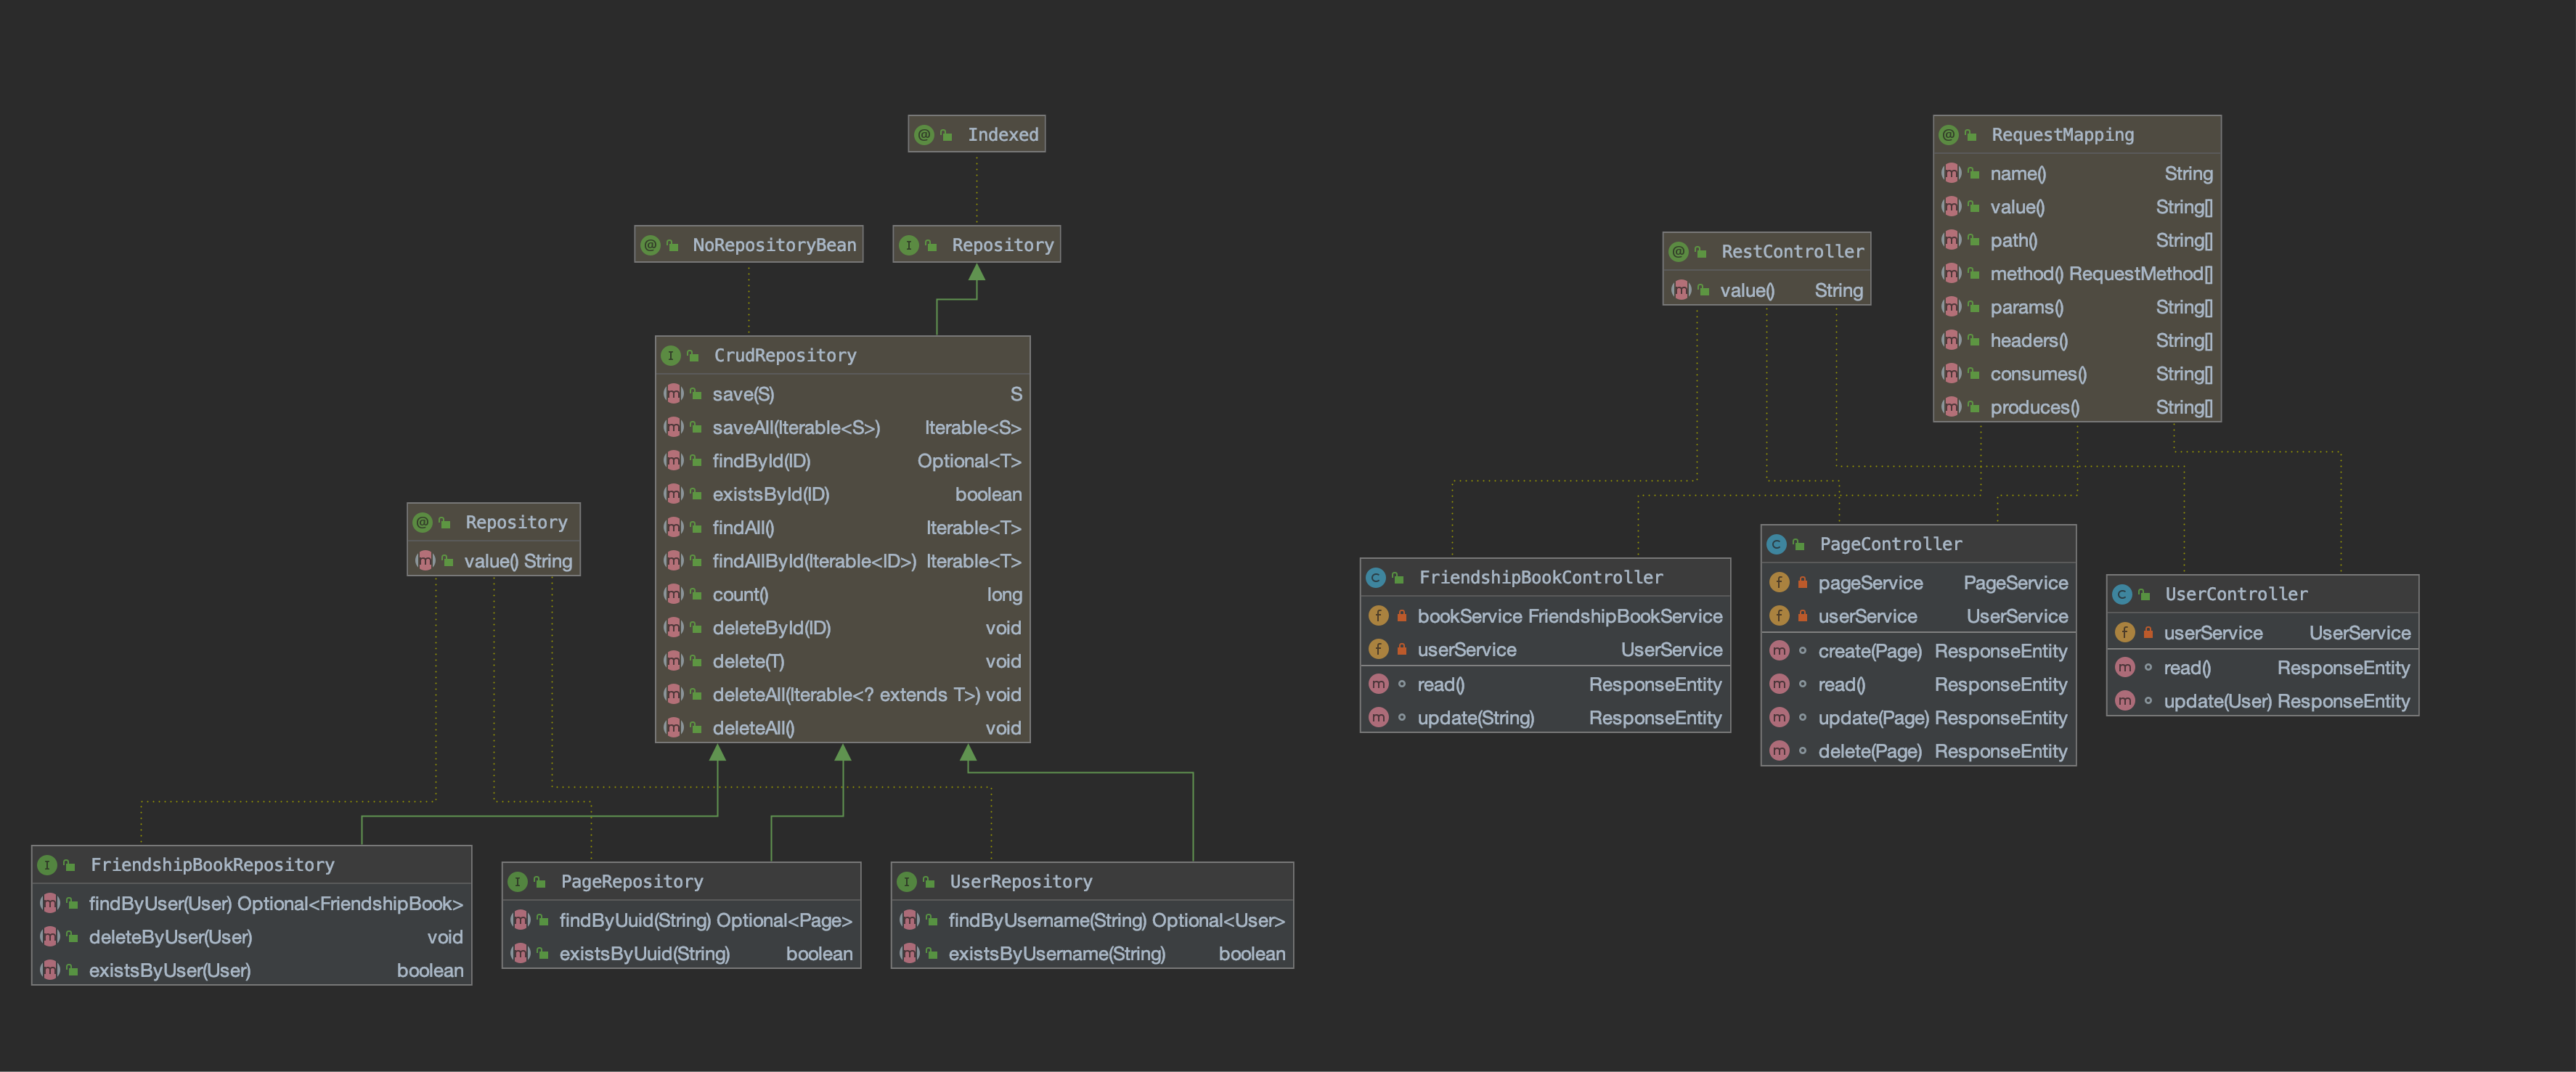 Indexed
NoRepositoryBean
Repository
CrudRepository
save(S) S
saveAll(Iterable<S>) Iterable<S>
findById(ID) Optional<T>
existsById(ID) boolean
findAll() Iterable<T>
findAllById(Iterable<ID>) Iterable<T>
count() long
deleteById(ID) void
delete(T) void
deleteAll(Iterable<? extends T>) void
deleteAll() void
Repository
value() String
FriendshipBookRepository
findByUser(User) Optional<FriendshipBook>
deleteByUser(User) void
existsByUser(User) boolean
PageRepository
findByUuid(String) Optional<Page>
existsByUuid(String) boolean
UserRepository
findByUsername(String) Optional<User>
existsByUsername(String) boolean
RequestMapping
name() String
value() String[]
path() String[]
method() RequestMethod[]
params() String[]
headers() String[]
consumes() String[]
produces() String[]
RestController
value() String
FriendshipBookController
bookService FriendshipBookService
userService UserService
read() ResponseEntity
update(String) ResponseEntity
PageController
pageService PageService
userService UserService
create(Page) ResponseEntity
read() ResponseEntity
update(Page) ResponseEntity
delete(Page) ResponseEntity
UserController
userService UserService
read() ResponseEntity
update(User) ResponseEntity